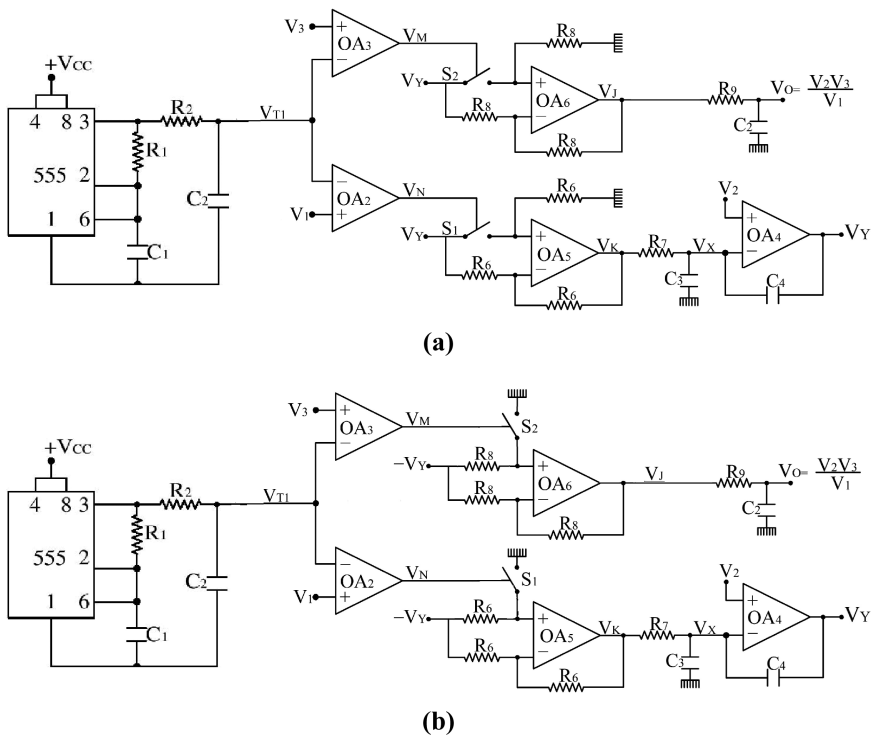 V3
+
OA3
−
VM
R8
+VCC
VY
S2
+
OA6
−
VJ
R9
VO= V2V3
V1
4 8 3
R2
VT1
R8
C2
R1
R8
555 2
VN
R6
−
OA2
+
C2
V1
VY
S1
V2
1 6
+
OA5
−
VK
R7
VX
+
OA4
−
VY
C1
R6
C3
C4
R6
(a)
V3
+
OA3
−
VM
S2
+VCC
−VY
R8
+
OA6
−
VJ
R9
VO= V2V3
V1
4 8 3
R2
VT1
R8
C2
R1
R8
555 2
−
OA2
+
VN
S1
C2
V1
V2
1 6
−VY
R6
+
OA5
−
VK
R7
VX
+
OA4
−
VY
C1
R6
C3
C4
R6
(b)